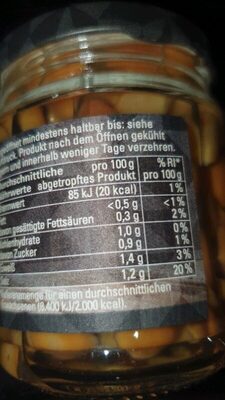 mindestens haltbar bis: siehe
Produkt nach dem Öffnen gekühlt
und innerhalb weniger Tage verzehren.
pro 100 g % RI*
abgetropftes Produkt pro 100 g
85 kJ (20 kcal) 1%
<0,5 g <1%
gesättigte Fettsäuren 0,3 g 2%
1,0 g 0%
Zucker 0,9 g 1%
1,4 g 3%
1,2 g 20%
für einen durchschnittlichen
(8.400 kJ/2.000 kcal).